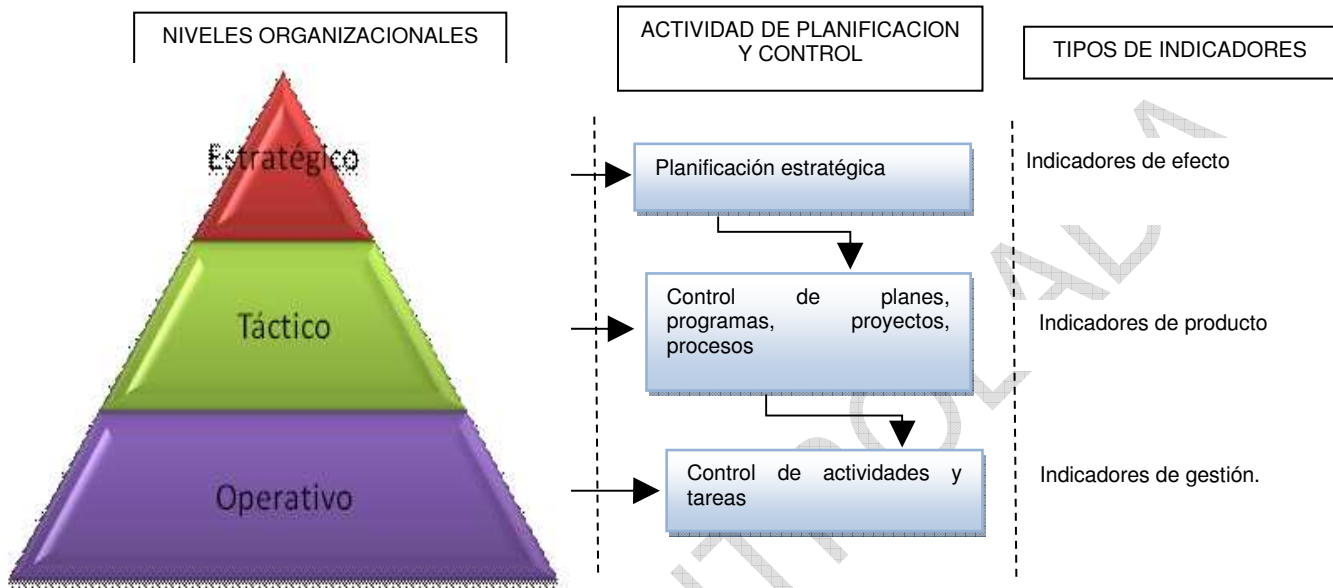 NIVELES ORGANIZACIONALES
ACTIVIDAD DE PLANIFICACION
Y CONTROL
TIPOS DE INDICADORES
Estratégico
Planificación estratégica
Indicadores de efecto
Táctico
Control de planes,
programas, proyectos,
procesos
Indicadores de producto
Operativo
Control de actividades y
tareas
Indicadores de gestión.